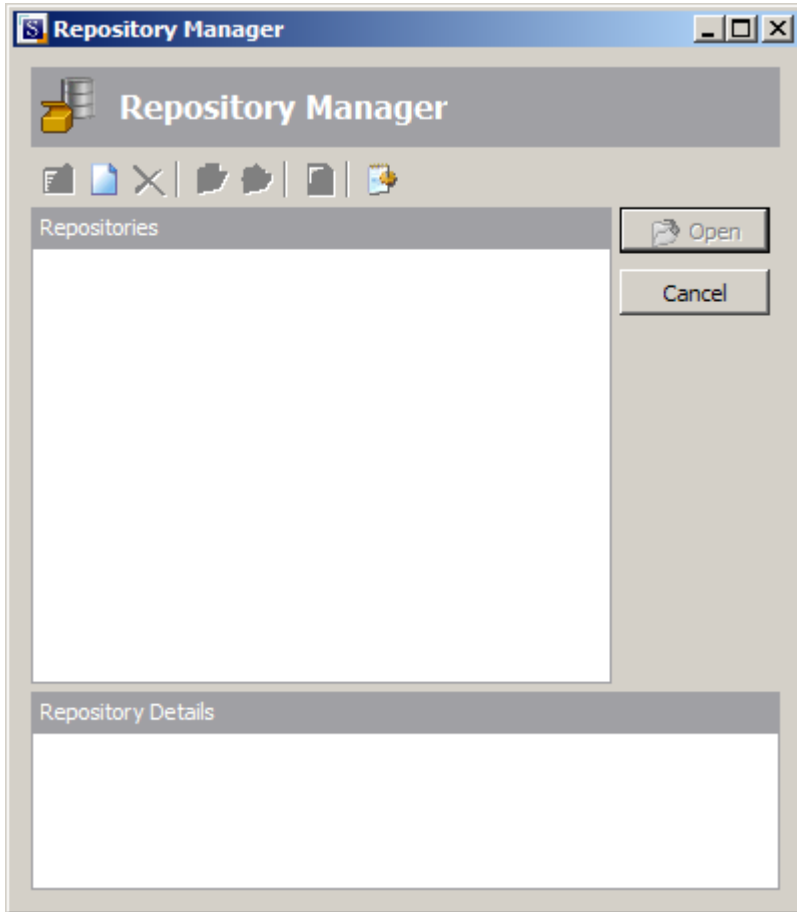 S Repository Manager
Repository Manager
Repositories
Open
Cancel
Repository Details